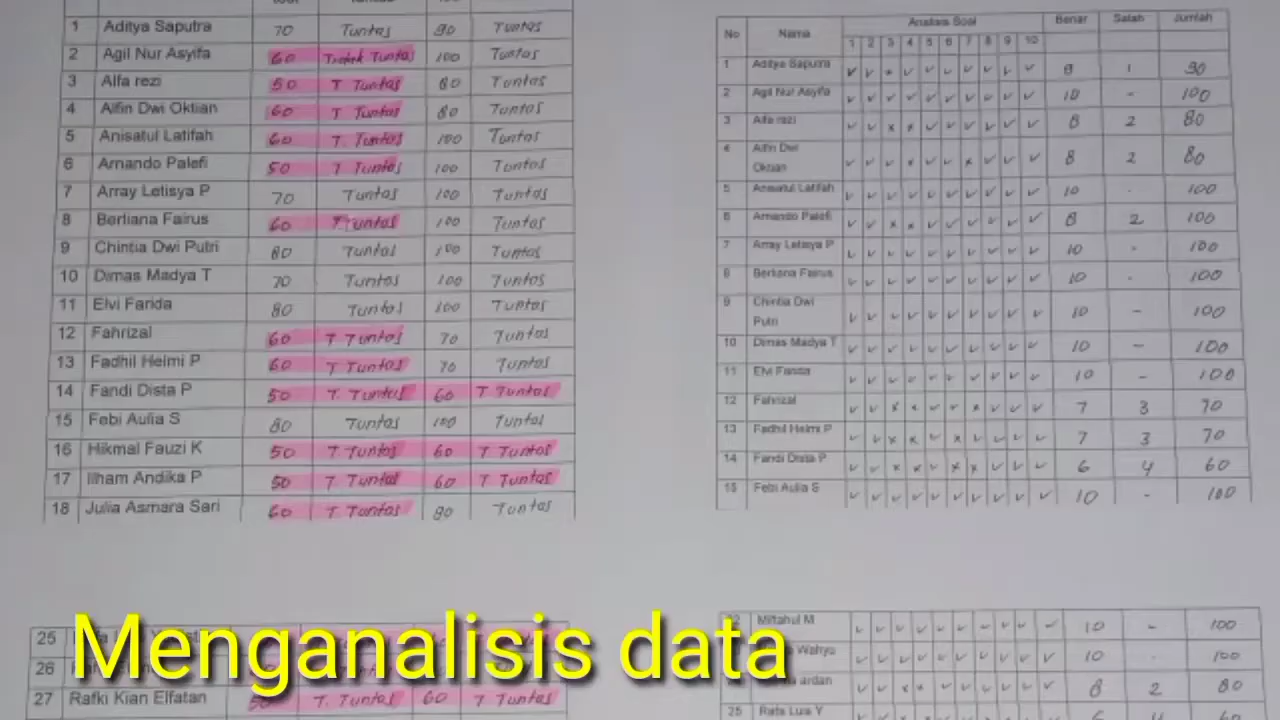 1 Aditya Saputra 70 Tuntas 90 Tuntas
2 Agil Nur Asyifa 60 Tidak Tuntas 100 Tuntas
3 Alfa rezi 50 T Tuntas 80 Tuntas
4 Alfin Dwi Oktian 60 T Tuntas 80 Tuntas
5 Anisatul Latifah 60 T. Tuntas 100 Tuntas
6 Arnando Palefi 50 T Tuntas 100 Tuntas
7 Array Letisya P 70 Tuntas 100 Tuntas
8 Berliana Fairus 60 T. Tuntas 100 Tuntas
9 Chintia Dwi Putri 80 Tuntas 100 Tuntas
10 Dimas Madya T 70 Tuntas 100 Tuntas
11 Elvi Farida 80 Tuntas 100 Tuntas
12 Fahrizal 60 T Tuntas 70 Tuntas
13 Fadhil Helmi P 60 T Tuntas 70 Tuntas
14 Fandi Dista P 50 T. Tuntas 60 T Tuntas
15 Febi Aulia S 80 Tuntas 100 Tuntas
16 Hikmal Fauzi K 50 T Tuntas 60 T Tuntas
17 Ilham Andika P 50 T. Tuntas 60 T Tuntas
18 Julia Asmara Sari 60 T. Tuntas 80 Tuntas
25
26
27 Rafki Kian Elfatan 50 T. Tuntas 60 T Tuntas
No Nama Analisis Soal Benar Salah Jumlah
1 2 3 4 5 6 7 8 9 10
1 Aditya Saputra ✓ ✓ x ✓ ✓ ✓ ✓ ✓ ✓ ✓ 9 1 90
2 Agil Nur Asyifa ✓ ✓ ✓ ✓ ✓ ✓ ✓ ✓ ✓ ✓ 10 - 100
3 Alfa rezi ✓ ✓ x x ✓ ✓ ✓ ✓ ✓ ✓ 8 2 80
4 Alfin Dwi
Oktian ✓ ✓ ✓ x ✓ ✓ x ✓ ✓ ✓ 8 2 80
5 Anisatul Latifah ✓ ✓ ✓ ✓ ✓ ✓ ✓ ✓ ✓ ✓ 10 - 100
6 Arnando Palefi ✓ ✓ x x ✓ ✓ ✓ ✓ ✓ ✓ 8 2 100
7 Array Letisya P ✓ ✓ ✓ ✓ ✓ ✓ ✓ ✓ ✓ ✓ 10 - 100
8 Berliana Fairus ✓ ✓ ✓ ✓ ✓ ✓ ✓ ✓ ✓ ✓ 10 - 100
9 Chintia Dwi
Putri ✓ ✓ ✓ ✓ ✓ ✓ ✓ ✓ ✓ ✓ 10 - 100
10 Dimas Madya T ✓ ✓ ✓ ✓ ✓ ✓ ✓ ✓ ✓ ✓ 10 - 100
11 Elvi Farida ✓ ✓ ✓ ✓ ✓ ✓ ✓ ✓ ✓ ✓ 10 - 100
12 Fahrizal ✓ ✓ x x ✓ ✓ x ✓ ✓ ✓ 7 3 70
13 Fadhil Helmi P ✓ ✓ x x ✓ x ✓ ✓ ✓ ✓ 7 3 70
14 Fandi Dista P ✓ ✓ x x ✓ x x ✓ ✓ ✓ 6 4 60
15 Febi Aulia S ✓ ✓ ✓ ✓ ✓ ✓ ✓ ✓ ✓ ✓ 10 - 100
22 Miftahul M ✓ ✓ ✓ ✓ ✓ ✓ ✓ ✓ ✓ ✓ 10 - 100
Wahyu ✓ ✓ ✓ ✓ ✓ ✓ ✓ ✓ ✓ ✓ 10 - 100
ardan ✓ ✓ x x ✓ ✓ ✓ ✓ ✓ ✓ 8 2 80
25 Rafa Luis Y
Menganalisis data